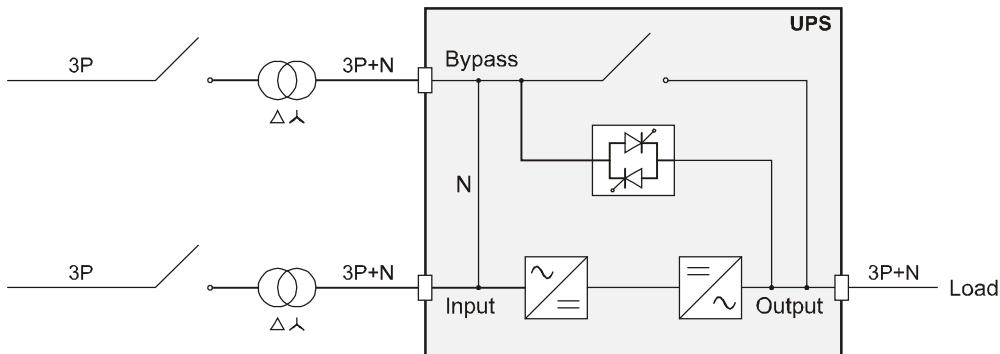 UPS
3P
3P+N
Bypass
N
3P
3P+N
Input
Output
3P+N
Load